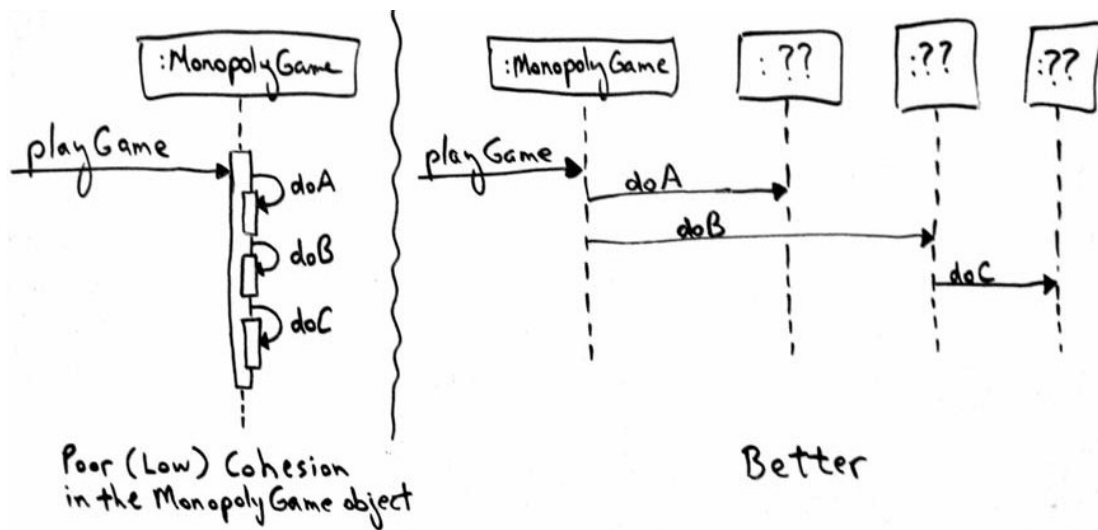 :MonopolyGame
playGame
doA
doB
doC
Poor (Low) Cohesion
in the MonopolyGame object
:MonopolyGame
: ??
:??
:??
playGame
doA
doB
doC
Better